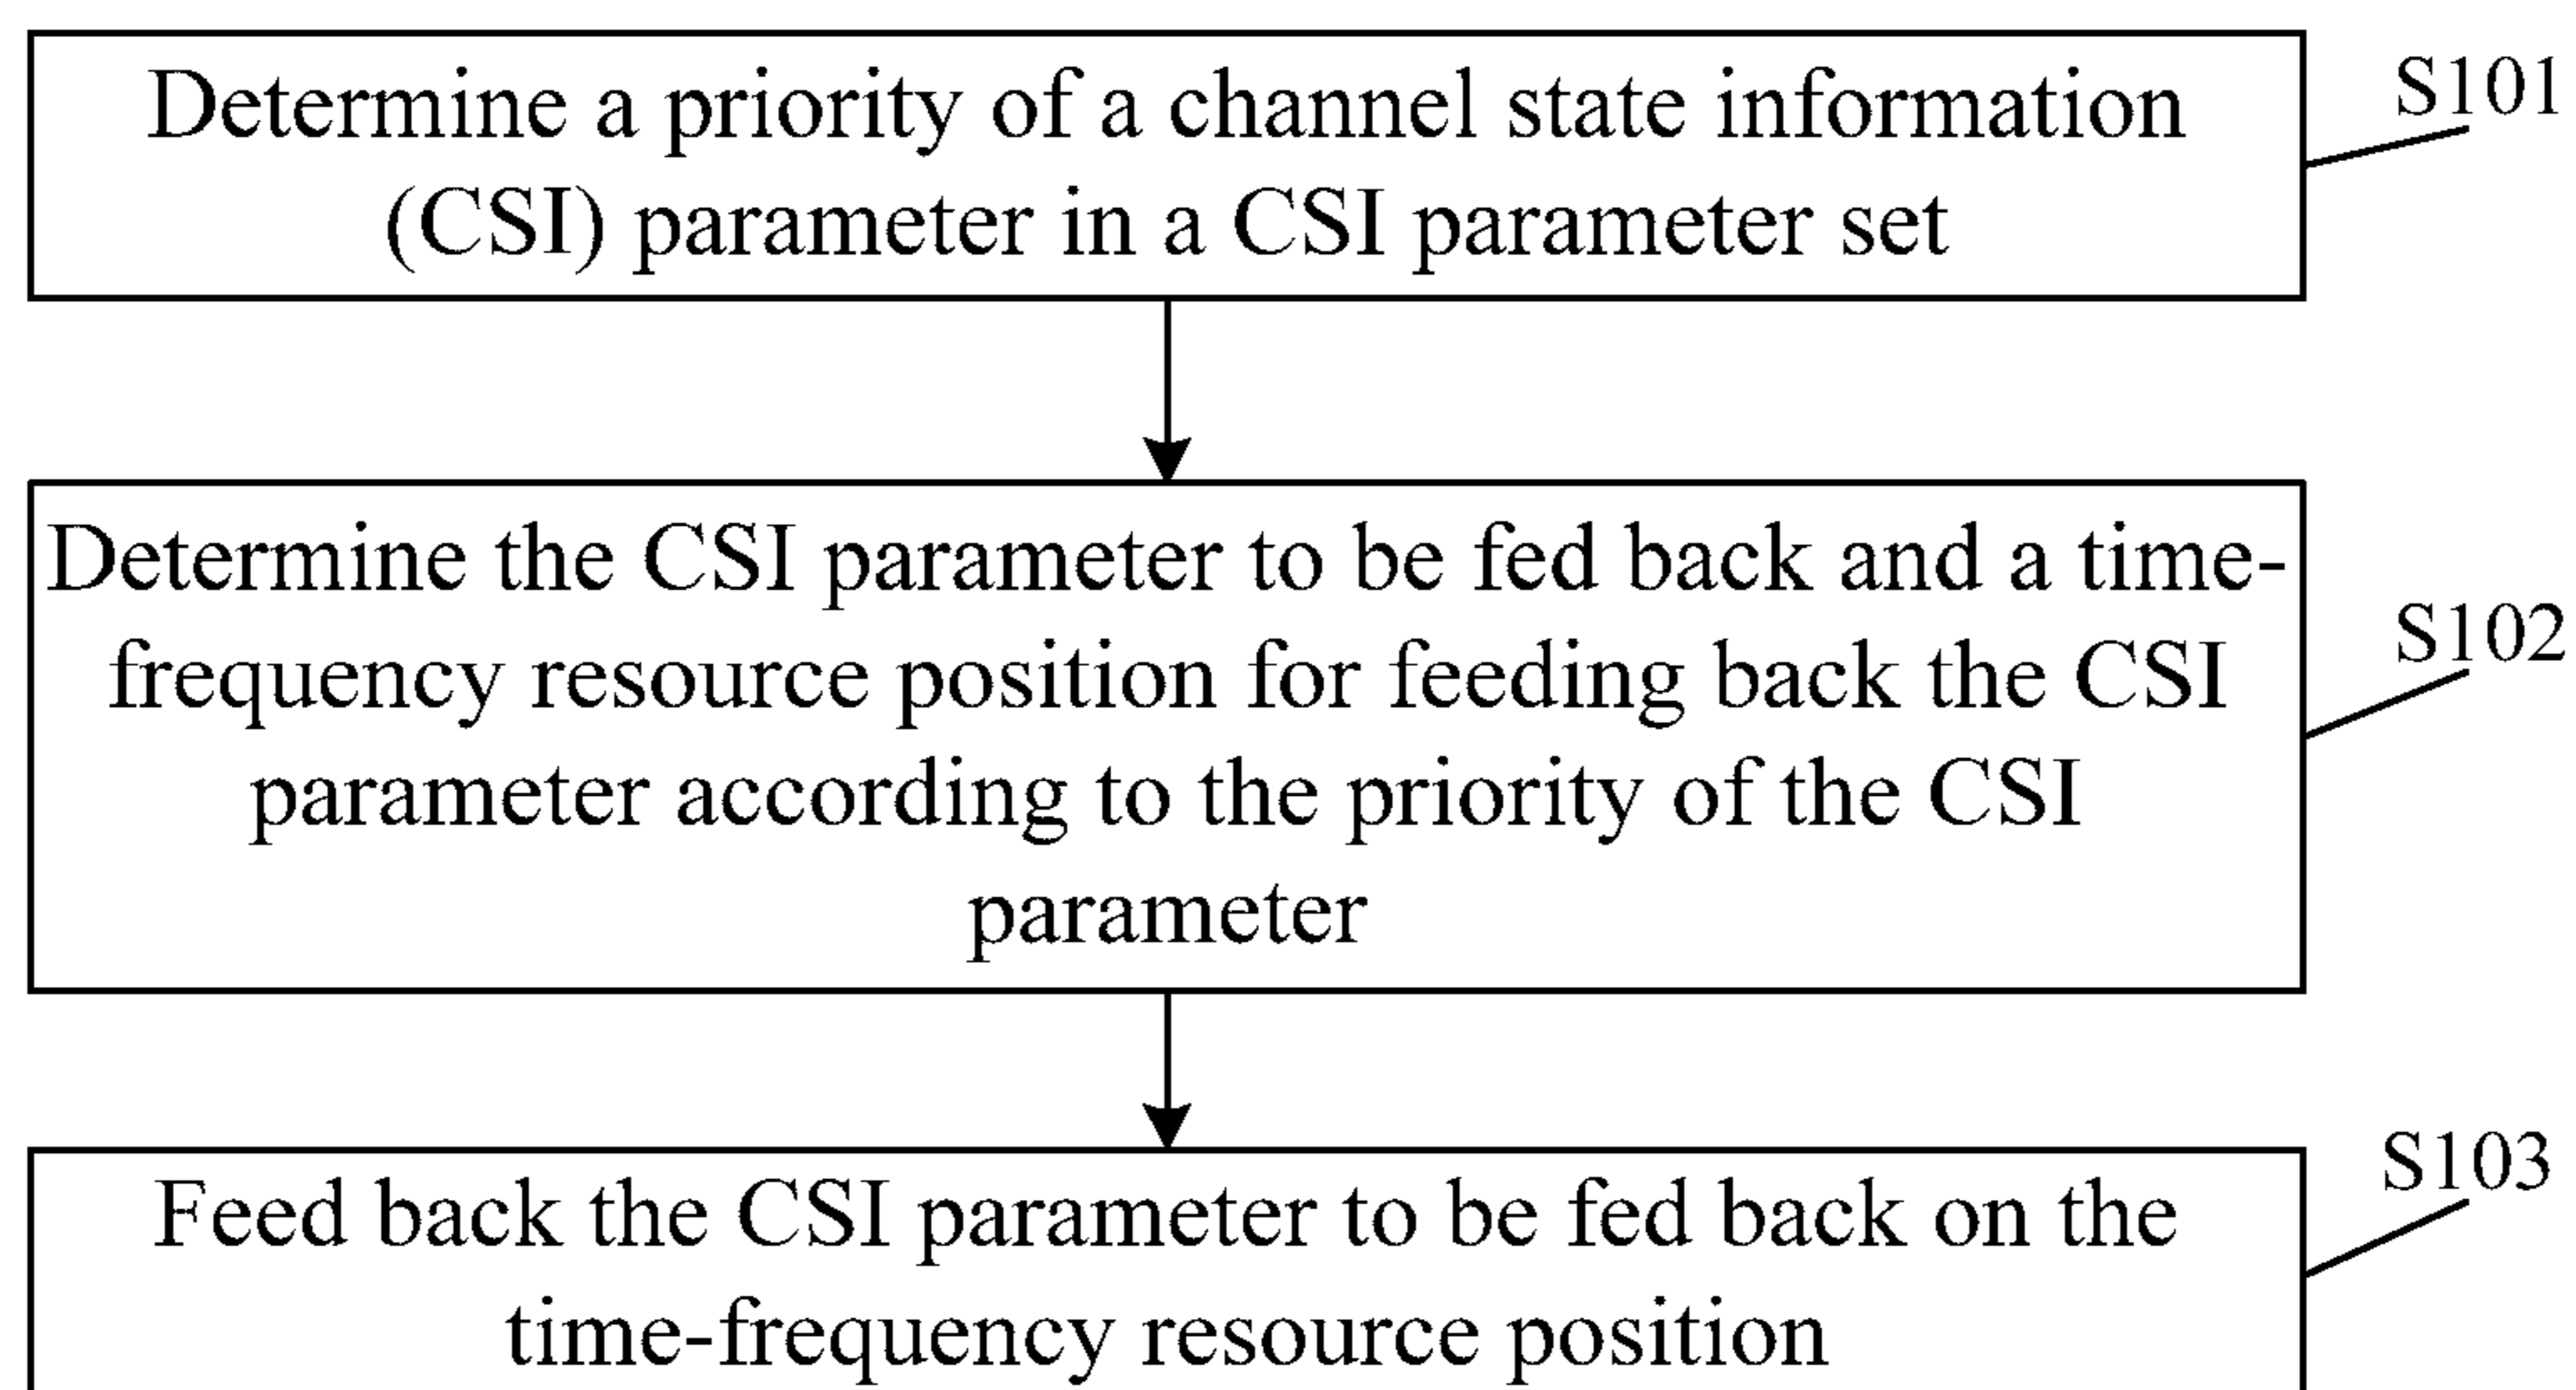 Determine a priority of a channel state information
(CSI) parameter in a CSI parameter set
S101
Determine the CSI parameter to be fed back and a time-
frequency resource position for feeding back the CSI
parameter according to the priority of the CSI
parameter
S102
Feed back the CSI parameter to be fed back on the
time-frequency resource position
S103